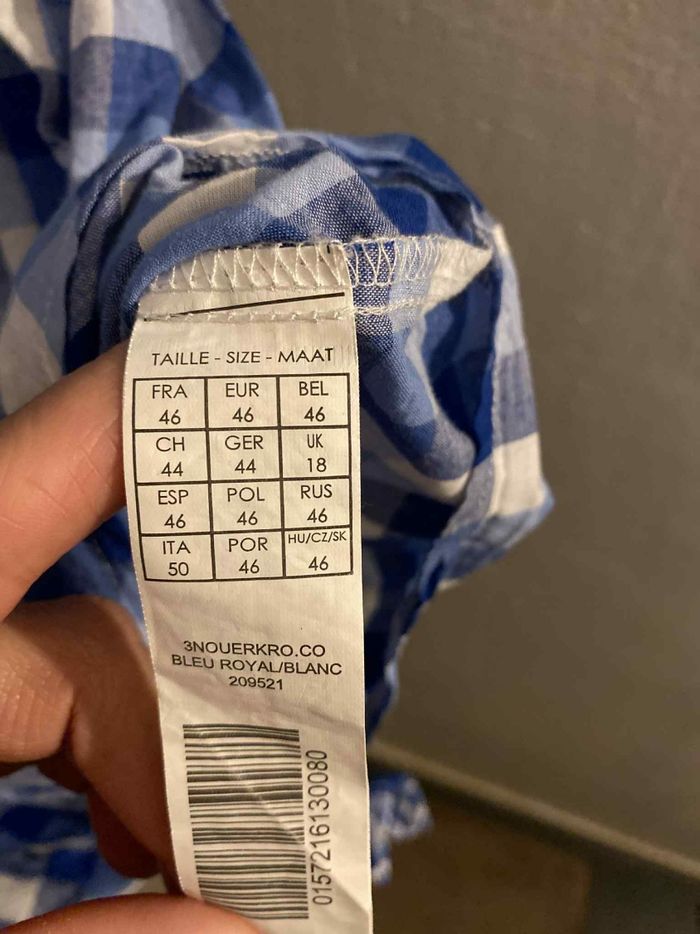 TAILLE - SIZE - MAAT
FRA EUR BEL
46 46 46
CH GER UK
44 44 18
ESP POL RUS
46 46 46
ITA POR HU/CZ/SK
50 46 46
3NOUERKRO.CO
BLEU ROYAL/BLANC
209521
0157216130080